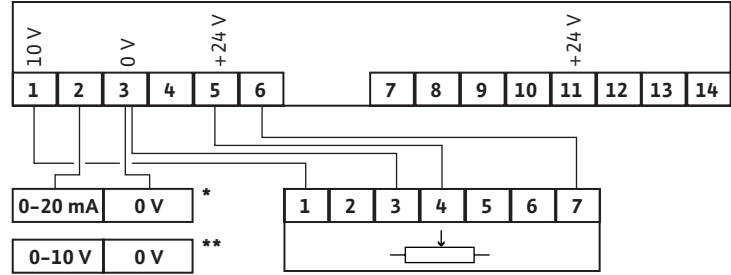 10 V 0 V +24 V +24 V
1 2 3 4 5 6 7 8 9 10 11 12 13 14
0–20 mA 0 V *
1 2 3 4 5 6 7
0–10 V 0 V **